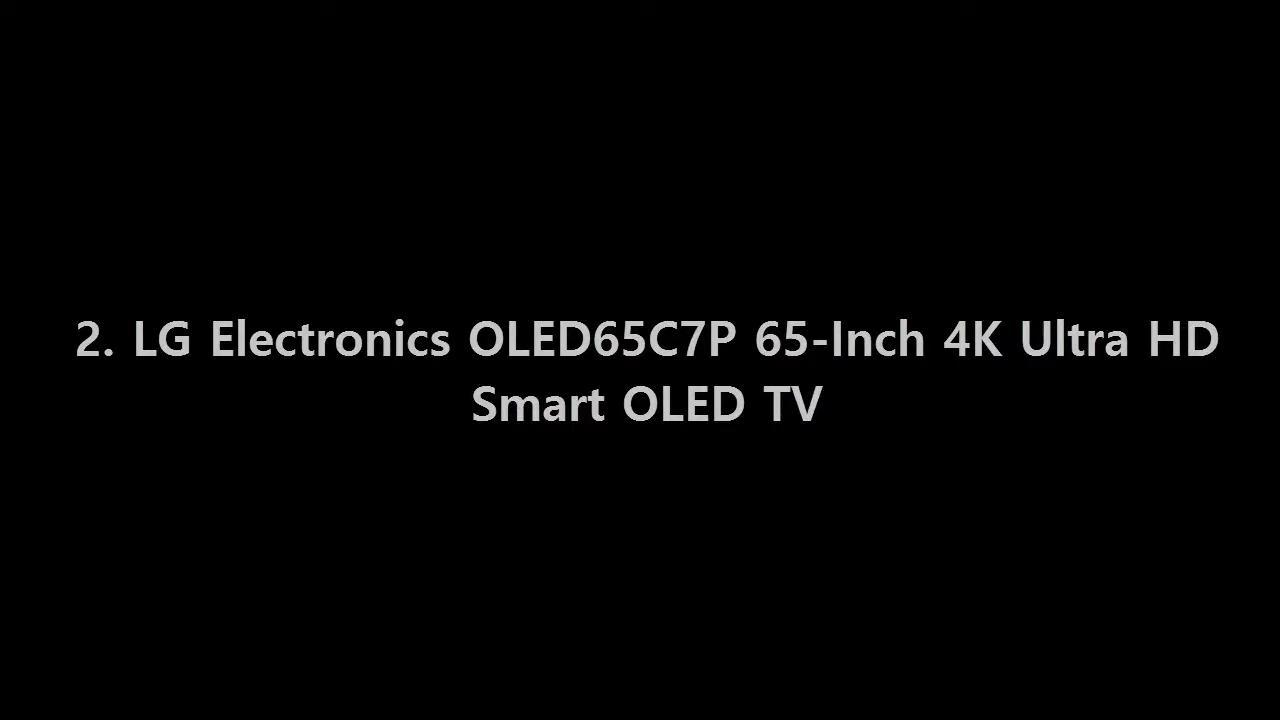 2. LG Electronics OLED65C7P 65-Inch 4K Ultra HD
Smart OLED TV